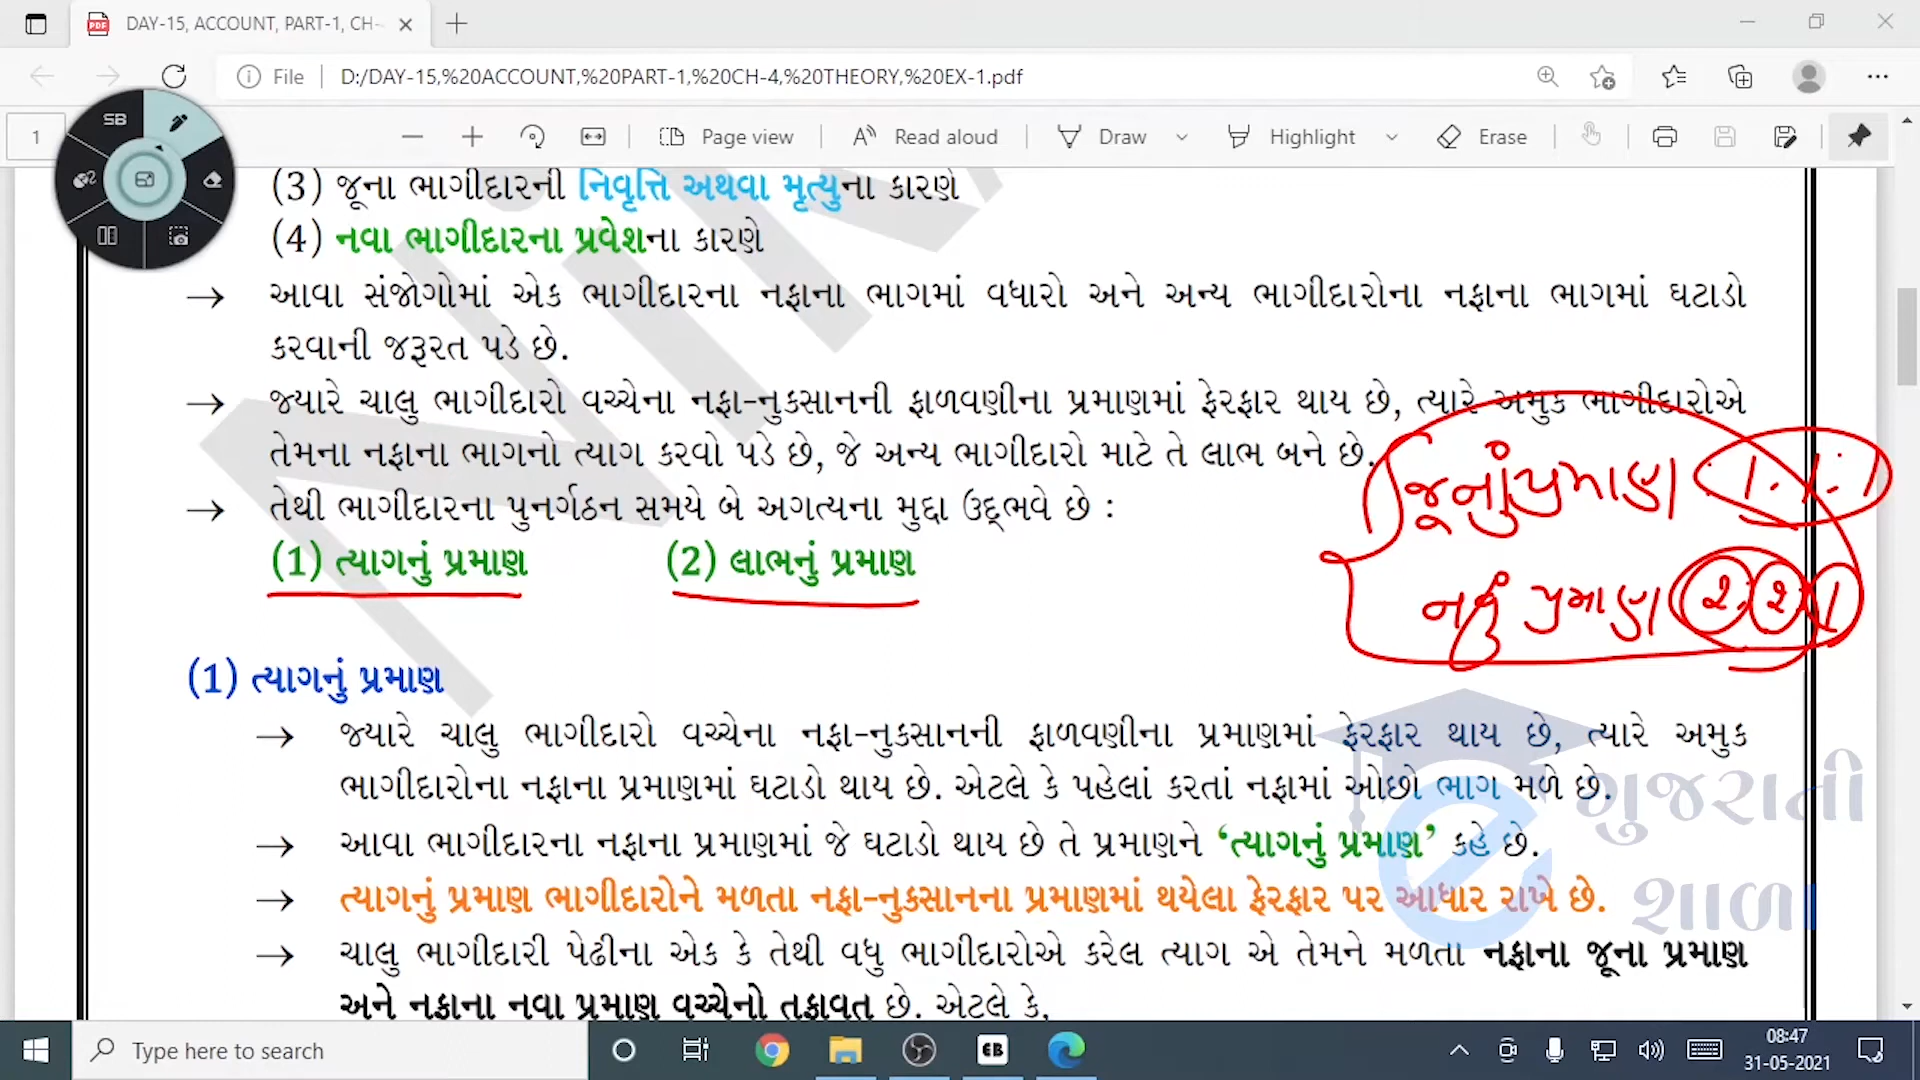 DAY-15, ACCOUNT, PART-1, CH-
File
D:/DAY-15,%20ACCOUNT,%20PART-1,%20CH-4,%20THEORY,%20EX-1.pdf
SB
1
Page view
Read aloud
Draw
Highlight
Erase
(3) જૂના ભાગીદારની નિવૃત્તિ અથવા મૃત્યુના કારણે
(4) નવા ભાગીદારના પ્રવેશના કારણે
→ આવા સંજોગોમાં એક ભાગીદારના નફાના ભાગમાં વધારો અને અન્ય ભાગીદારોના નફાના ભાગમાં ઘટાડો
કરવાની જરૂરત પડે છે.
→ જ્યારે ચાલુ ભાગીદારો વચ્ચેના નફા-નુકસાનની ફાળવણીના પ્રમાણમાં ફેરફાર થાય છે, ત્યારે અમુક ભાગીદારોએ
તેમના નફાના ભાગનો ત્યાગ કરવો પડે છે, જે અન્ય ભાગીદારો માટે તે લાભ બને છે.
જૂનું પ્રમાણ 1:1:1
→ તેથી ભાગીદારના પુનર્ગઠન સમયે બે અગત્યના મુદ્દા ઉદ્ભવે છે :
(1) ત્યાગનું પ્રમાણ (2) લાભનું પ્રમાણ
નવું પ્રમાણ 2:2:1
(1) ત્યાગનું પ્રમાણ
→ જ્યારે ચાલુ ભાગીદારો વચ્ચેના નફા-નુકસાનની ફાળવણીના પ્રમાણમાં ફેરફાર થાય છે, ત્યારે અમુક
ભાગીદારોના નફાના પ્રમાણમાં ઘટાડો થાય છે. એટલે કે પહેલાં કરતાં નફામાં ઓછો ભાગ મળે છે.
→ આવા ભાગીદારના નફાના પ્રમાણમાં જે ઘટાડો થાય છે તે પ્રમાણને ‘ત્યાગનું પ્રમાણ’ કહે છે.
→ ત્યાગનું પ્રમાણ ભાગીદારોને મળતા નફા-નુકસાનના પ્રમાણમાં થયેલા ફેરફાર પર આધાર રાખે છે.
→ ચાલુ ભાગીદારી પેઢીના એક કે તેથી વધુ ભાગીદારોએ કરેલ ત્યાગ એ તેમને મળતા નફાના જૂના પ્રમાણ
અને નફાના નવા પ્રમાણ વચ્ચેનો તફાવત છે. એટલે કે,
e ગુજરાતી
શાળા
Type here to search
08:47
31-05-2021